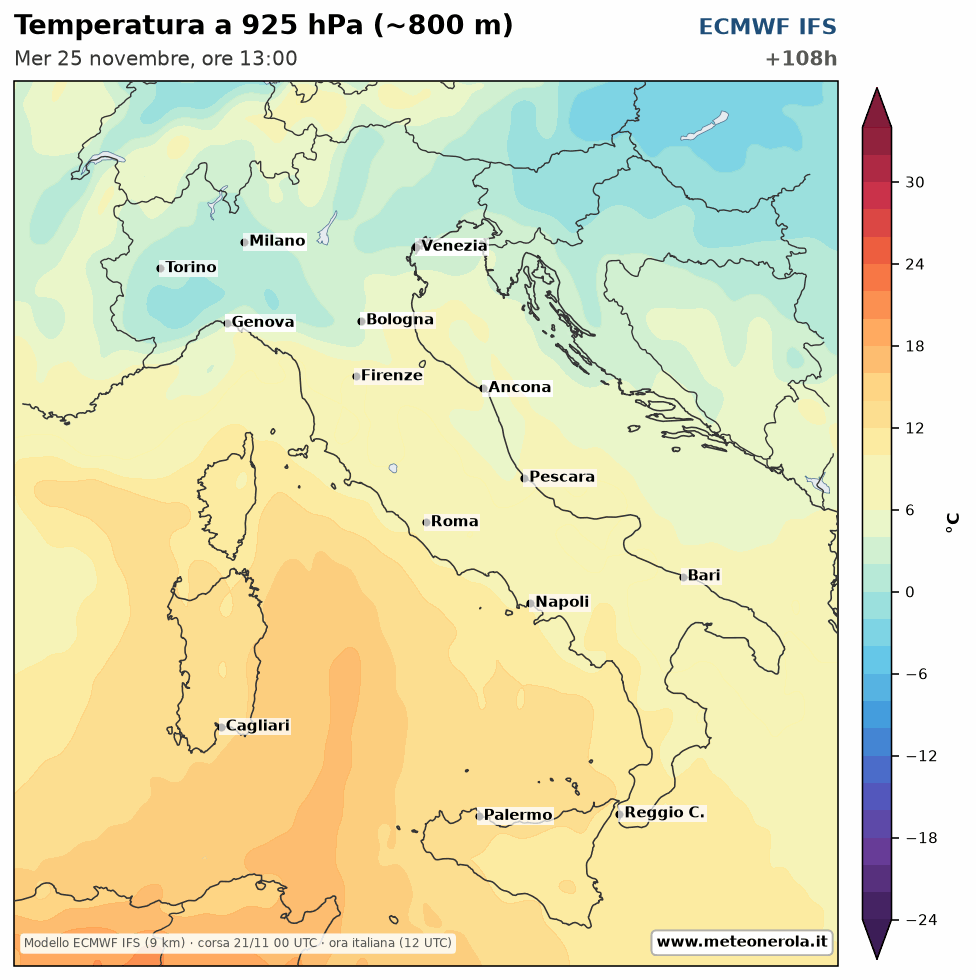 Temperatura a 925 hPa (~800 m)
ECMWF IFS
Mer 25 novembre, ore 13:00
+108h
Milano
Venezia
Torino
Genova
Bologna
Firenze
Ancona
Pescara
Roma
Bari
Napoli
Cagliari
Palermo
Reggio C.
30
24
18
12
6
0
−6
−12
−18
−24
°C
Modello ECMWF IFS (9 km) · corsa 21/11 00 UTC · ora italiana (12 UTC)
www.meteonerola.it